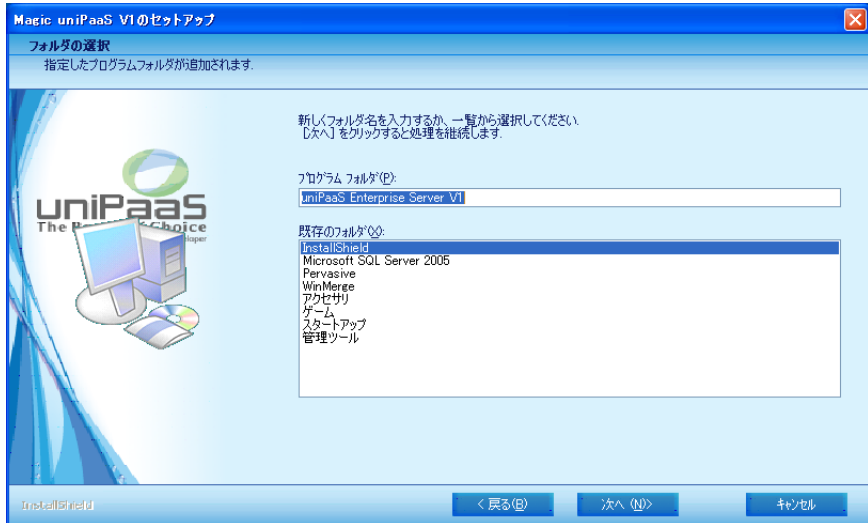 Magic uniPaaS V1のセットアップ
フォルダの選択
指定したプログラムフォルダが追加されます.
新しくフォルダ名を入力するか、一覧から選択してください.
[次へ] をクリックすると処理を継続します.
プログラム フォルダ(P):
uniPaaS Enterprise Server V1
既存のフォルダ(X):
InstallShield
Microsoft SQL Server 2005
Pervasive
WinMerge
アクセサリ
ゲーム
スタートアップ
管理ツール
uniPaaS
The
Choice
InstallShield
< 戻る(B)
次へ (N)>
キャンセル